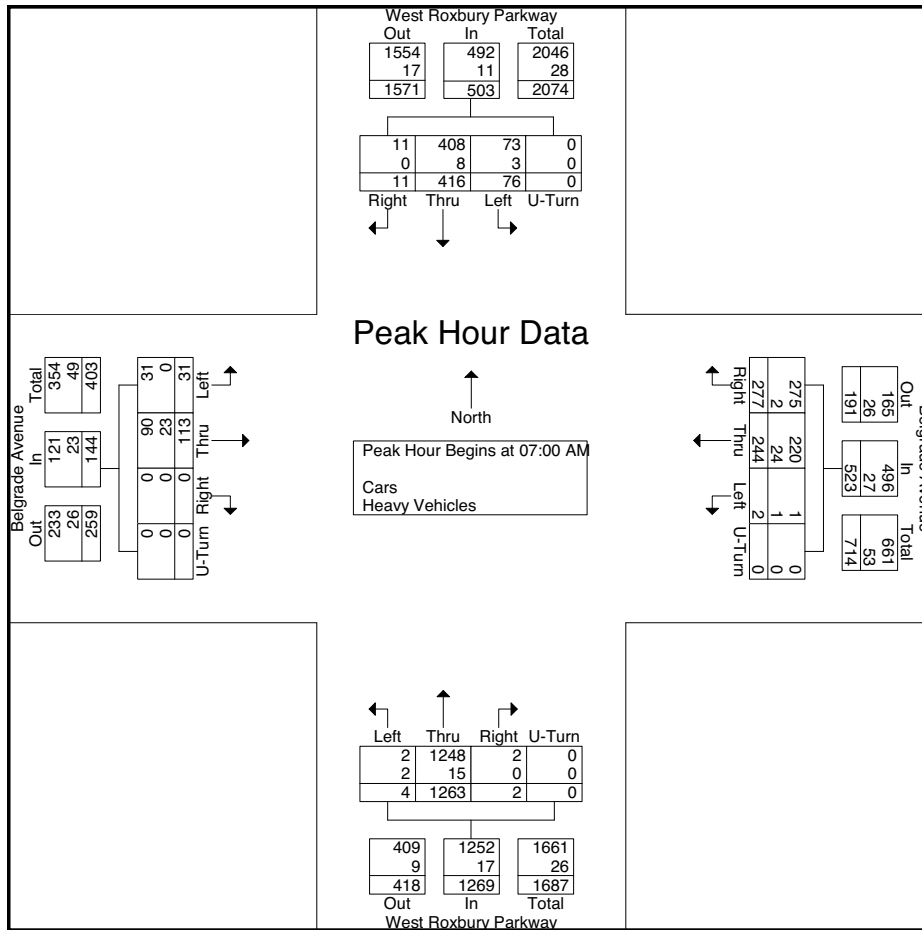 West Roxbury Parkway
Out In Total
1554 492 2046
17 11 28
1571 503 2074
11 408 73 0
0 8 3 0
11 416 76 0
Right Thru Left U-Turn
Peak Hour Data
North
Peak Hour Begins at 07:00 AM
Cars
Heavy Vehicles
Belgrade Avenue
Out In Total
233 121 354
26 23 49
259 144 403
U-Turn Right Thru Left
0 0 90 31
0 0 23 0
0 0 113 31
Out In Total
165 496 661
26 27 53
191 523 714
275 220 1 0
2 24 1 0
277 244 2 0
Right Thru Left U-Turn
Left Thru Right U-Turn
2 1248 2 0
2 15 0 0
4 1263 2 0
409 1252 1661
9 17 26
418 1269 1687
Out In Total
West Roxbury Parkway